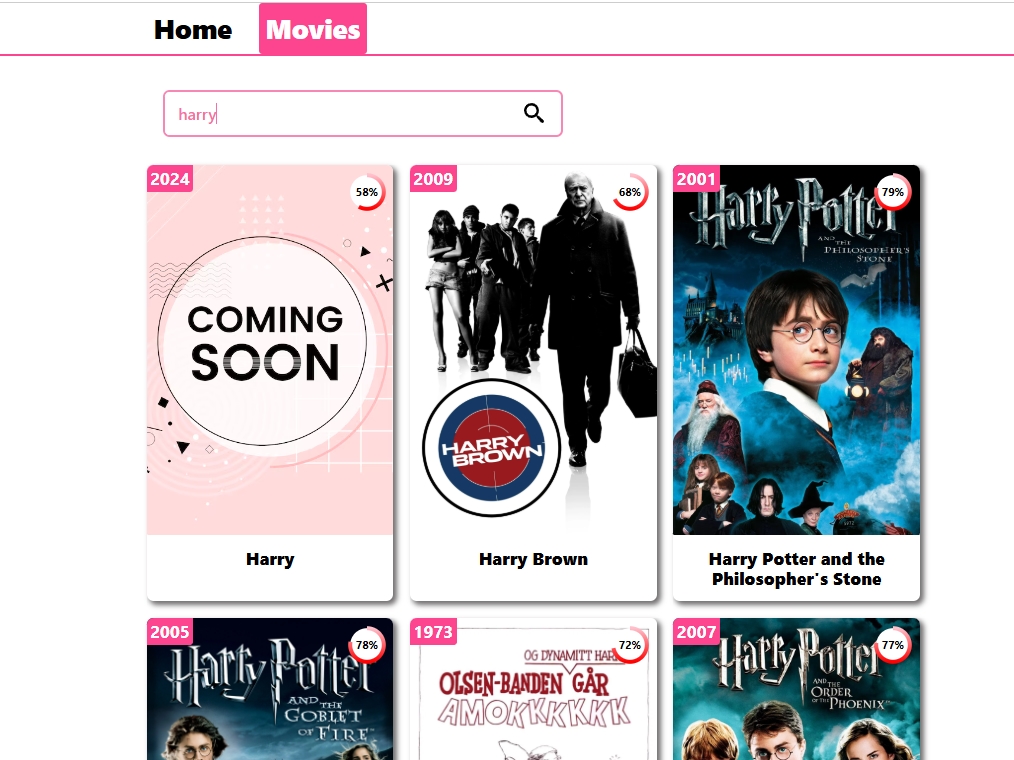 Home
Movies
harry
2024
58%
COMING
SOON
Harry
2009
68%
HARRY
BROWN
Harry Brown
2001
79%
Harry Potter
AND THE
PHILOSOPHER'S
STONE
Harry Potter and the
Philosopher's Stone
2005
78%
Harry Potter
AND THE
GOBLET
OF FIRE
1973
72%
OG DYNAMITT HARRY
OLSEN-BANDEN GÅR
AMOKKKKKKK
2007
77%
Harry Potter
AND THE
ORDER
OF THE PHOENIX